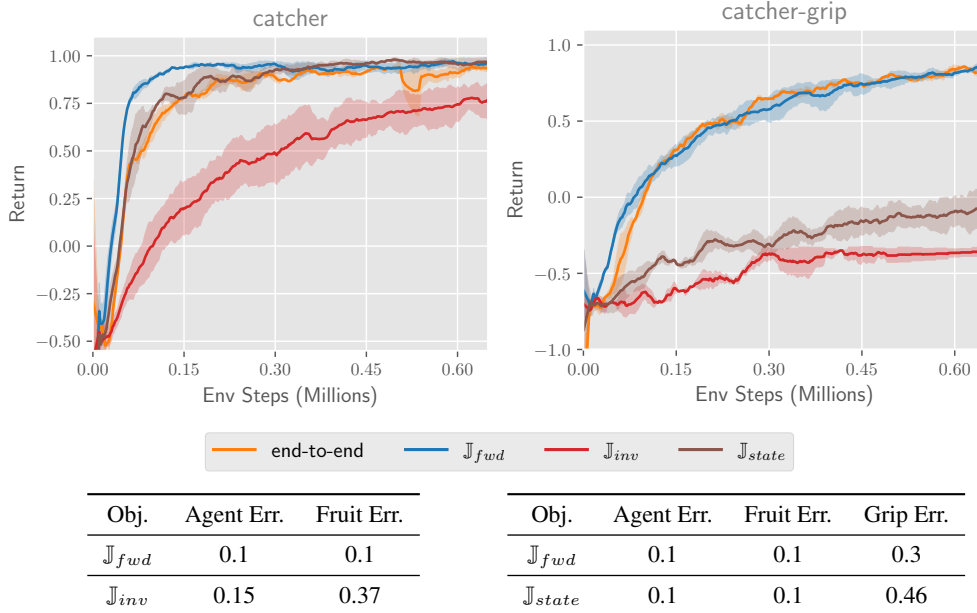 catcher
1.00
0.75
0.50
0.25
0.00
−0.25
−0.50
Return
0.00 0.15 0.30 0.45 0.60
Env Steps (Millions)
catcher-grip
1.0
0.5
0.0
−0.5
−1.0
Return
0.00 0.15 0.30 0.45 0.60
Env Steps (Millions)
end-to-end 𝕁fwd 𝕁inv 𝕁state
Obj. Agent Err. Fruit Err.
𝕁fwd 0.1 0.1
𝕁inv 0.15 0.37
Obj. Agent Err. Fruit Err. Grip Err.
𝕁fwd 0.1 0.1 0.3
𝕁state 0.1 0.1 0.46